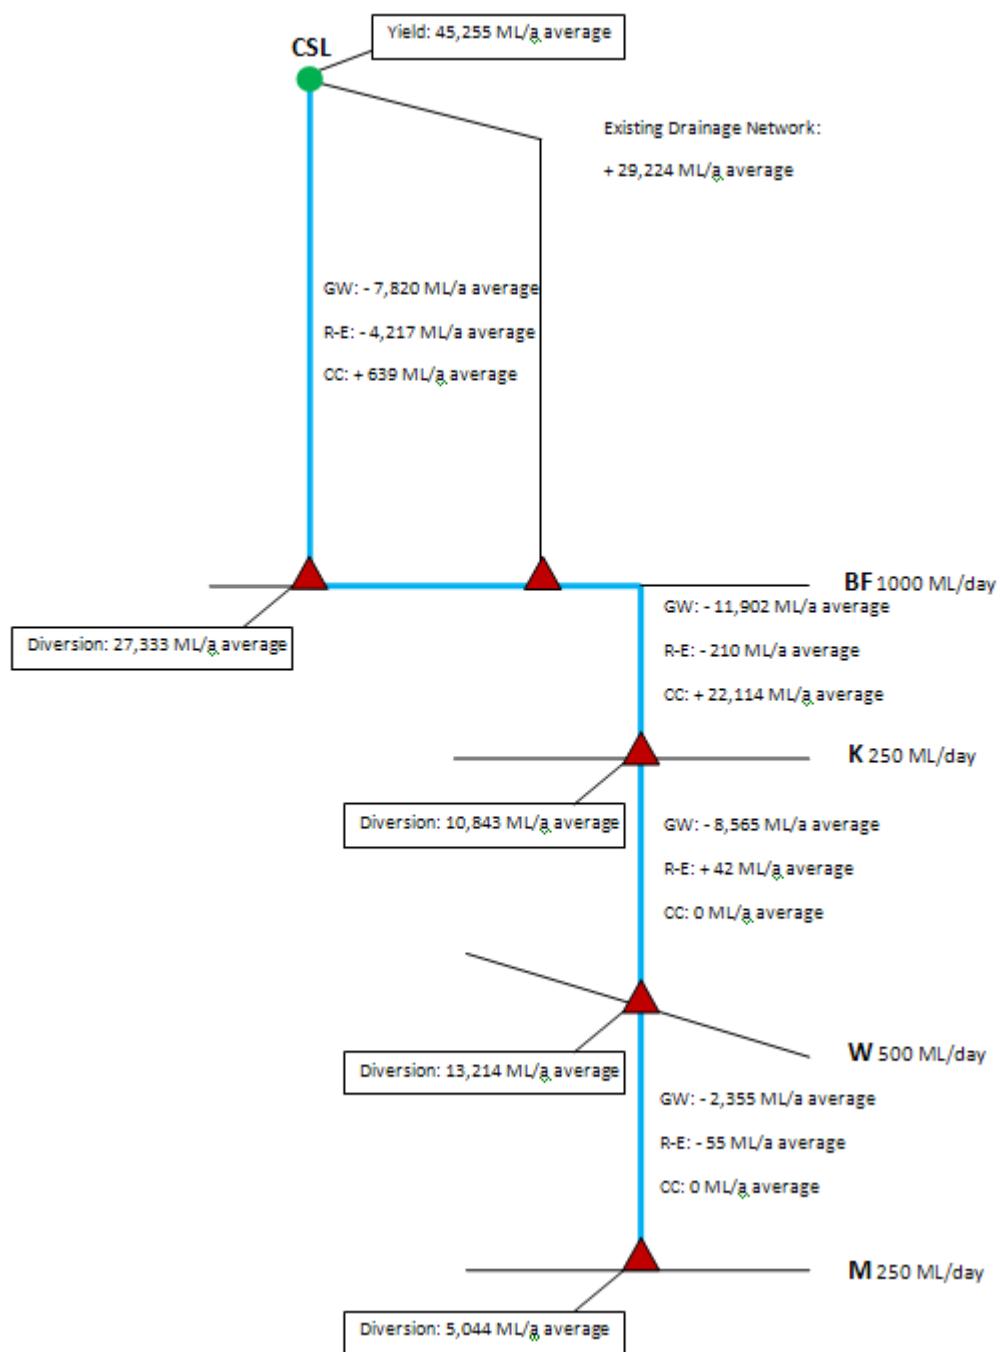 Yield: 45,255 ML/a average
CSL
Existing Drainage Network:
+ 29,224 ML/a average
GW: - 7,820 ML/a average
R-E: - 4,217 ML/a average
CC: + 639 ML/a average
BF 1000 ML/day
Diversion: 27,333 ML/a average
GW: - 11,902 ML/a average
R-E: - 210 ML/a average
CC: + 22,114 ML/a average
K 250 ML/day
Diversion: 10,843 ML/a average
GW: - 8,565 ML/a average
R-E: + 42 ML/a average
CC: 0 ML/a average
W 500 ML/day
Diversion: 13,214 ML/a average
GW: - 2,355 ML/a average
R-E: - 55 ML/a average
CC: 0 ML/a average
M 250 ML/day
Diversion: 5,044 ML/a average